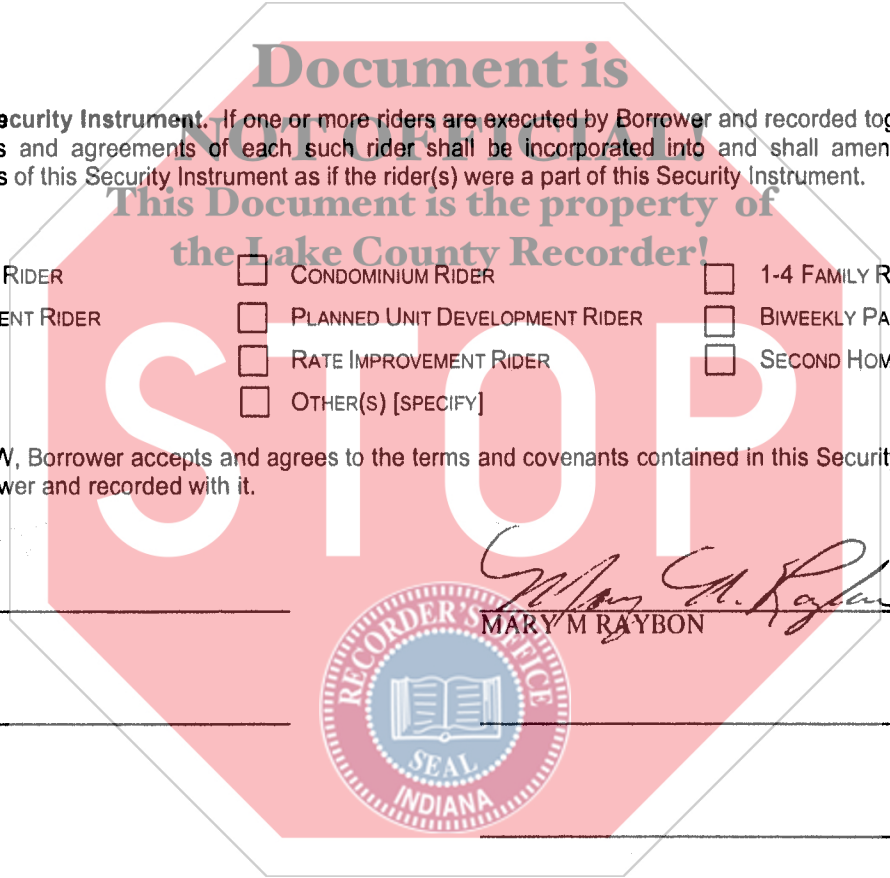 Document is
ecurity Instrument. If one or more riders are executed by Borrower and recorded tog
NOT OFFICIAL!
s and agreements of each such rider shall be incorporated into and shall amen
s of this Security Instrument as if the rider(s) were a part of this Security Instrument.
This Document is the property of
the Lake County Recorder!
RIDER CONDOMINIUM RIDER 1-4 FAMILY R
ENT RIDER PLANNED UNIT DEVELOPMENT RIDER BIWEEKLY PA
RATE IMPROVEMENT RIDER SECOND HOM
OTHER(S) [SPECIFY]
STOP
W, Borrower accepts and agrees to the terms and covenants contained in this Securit
wer and recorded with it.
Mary M. Raybon
MARY M RAYBON
RECORDER'S OFFICE
SEAL
INDIANA